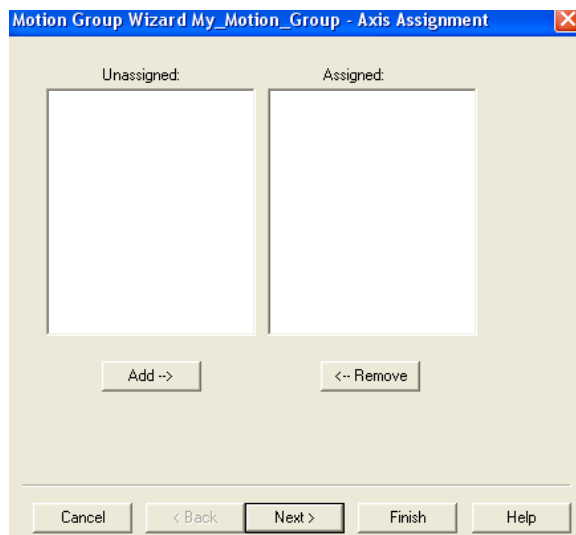 Motion Group Wizard My_Motion_Group - Axis Assignment
Unassigned: Assigned:
Add --> <-- Remove
Cancel < Back Next > Finish Help